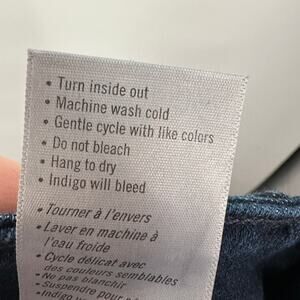 • Turn inside out
• Machine wash cold
• Gentle cycle with like colors
• Do not bleach
• Hang to dry
• Indigo will bleed
• Tourner à l'envers
• Laver en machine à
l'eau froide
• Cycle délicat avec
des couleurs semblables
• Ne pas blanchir
• Suspendre pour
• Indigo